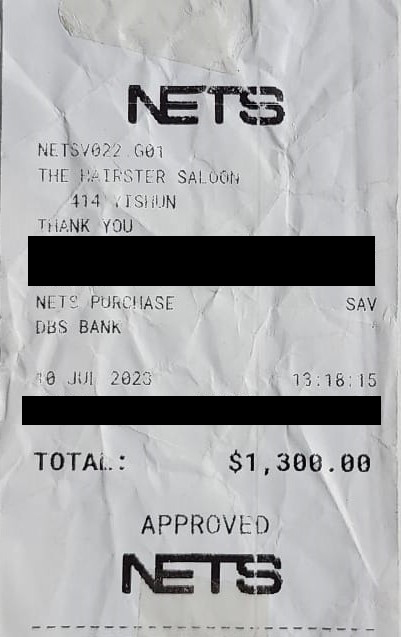 NETS
NETSV022.G01
THE HAIRSTER SALOON
414 YISHUN
THANK YOU
NETS PURCHASE SAV
DBS BANK
10 JUL 2023 13:18:15
TOTAL: $1,300.00
APPROVED
NETS